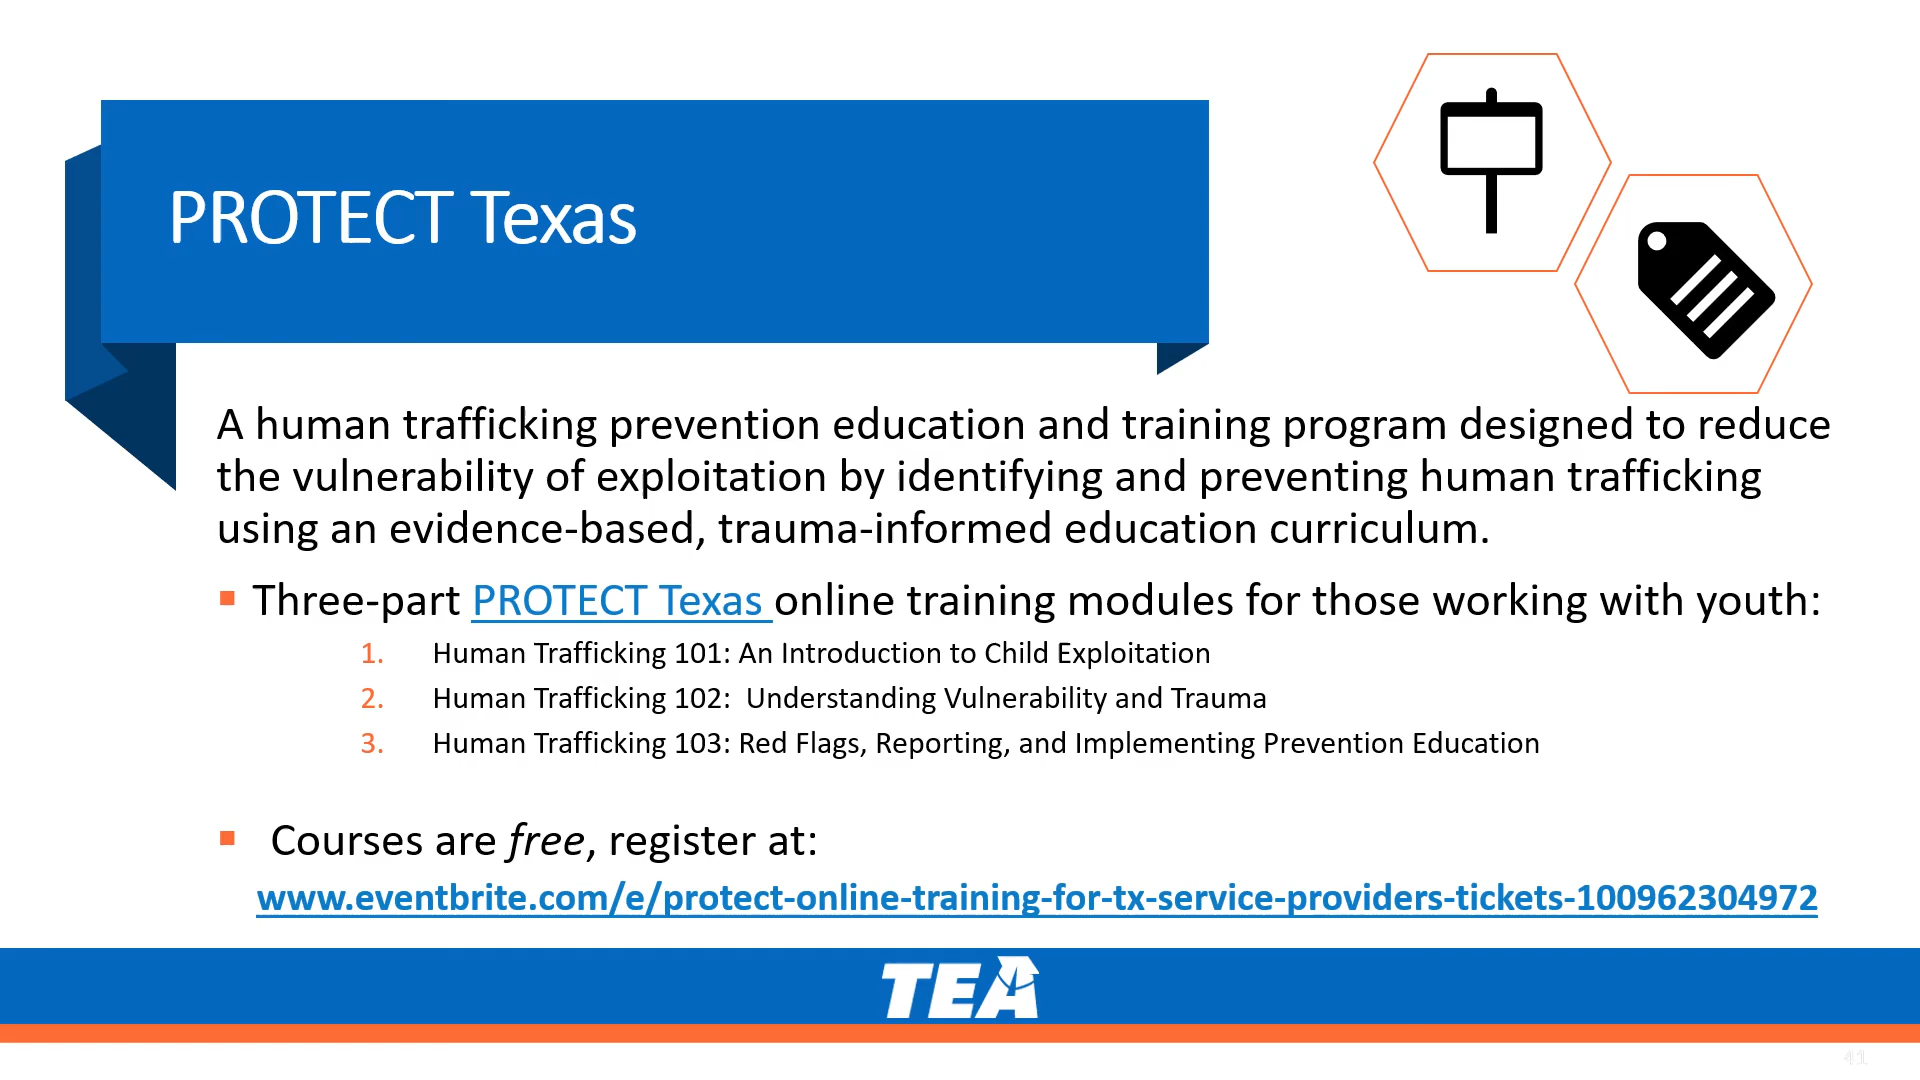 PROTECT Texas
A human trafficking prevention education and training program designed to reduce
the vulnerability of exploitation by identifying and preventing human trafficking
using an evidence-based, trauma-informed education curriculum.
▪ Three-part PROTECT Texas online training modules for those working with youth:
1. Human Trafficking 101: An Introduction to Child Exploitation
2. Human Trafficking 102:  Understanding Vulnerability and Trauma
3. Human Trafficking 103: Red Flags, Reporting, and Implementing Prevention Education
▪ Courses are free, register at:
www.eventbrite.com/e/protect-online-training-for-tx-service-providers-tickets-100962304972
TEA
41